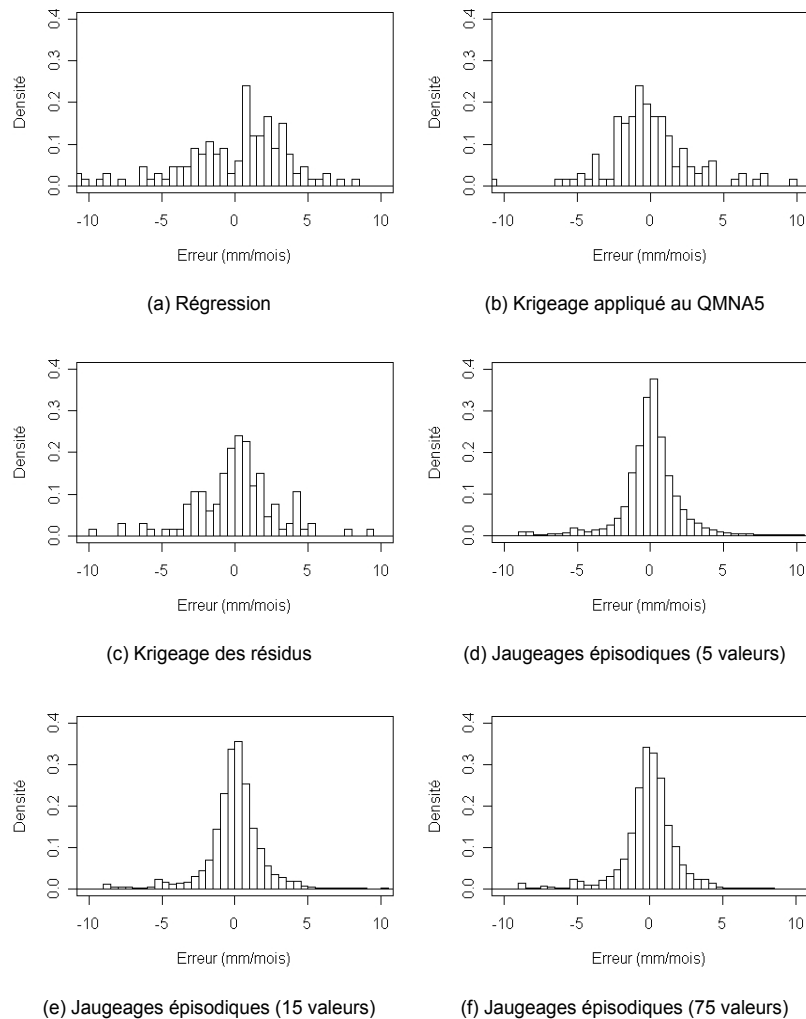 0.0 0.1 0.2 0.3 0.4
Densité
-10 -5 0 5 10
Erreur (mm/mois)
(a) Régression
0.0 0.1 0.2 0.3 0.4
Densité
-10 -5 0 5 10
Erreur (mm/mois)
(b) Krigeage appliqué au QMNA5
0.0 0.1 0.2 0.3 0.4
Densité
-10 -5 0 5 10
Erreur (mm/mois)
(c) Krigeage des résidus
0.0 0.1 0.2 0.3 0.4
Densité
-10 -5 0 5 10
Erreur (mm/mois)
(d) Jaugeages épisodiques (5 valeurs)
0.0 0.1 0.2 0.3 0.4
Densité
-10 -5 0 5 10
Erreur (mm/mois)
(e) Jaugeages épisodiques (15 valeurs)
0.0 0.1 0.2 0.3 0.4
Densité
-10 -5 0 5 10
Erreur (mm/mois)
(f) Jaugeages épisodiques (75 valeurs)